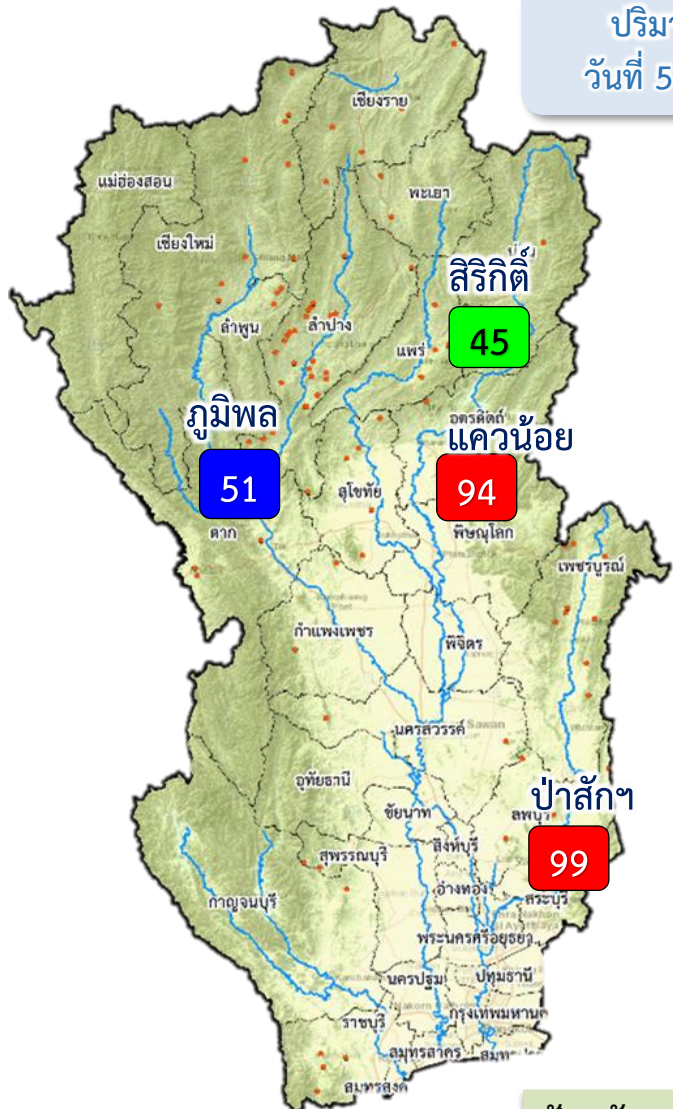 ปริมา
วันที่ 5
เชียงราย
แม่ฮ่องสอน
พะเยา
เชียงใหม่
น่าน
สิริกิติ์
45
ลำพูน
ลำปาง
แพร่
ภูมิพล
51
อุตรดิตถ์
แควน้อย
94
สุโขทัย
ตาก
พิษณุโลก
เพชรบูรณ์
กำแพงเพชร
พิจิตร
นครสวรรค์
Sawan
อุทัยธานี
ป่าสักฯ
99
ชัยนาท
ลพบุรี
สิงห์บุรี
สุพรรณบุรี
อ่างทอง
สระบุรี
กาญจนบุรี
พระนครศรีอยุธยา
นครปฐม
ปทุมธานี
ราชบุรี
กรุงเทพมหานค
สมุทรสาคร
สมุทรสงค